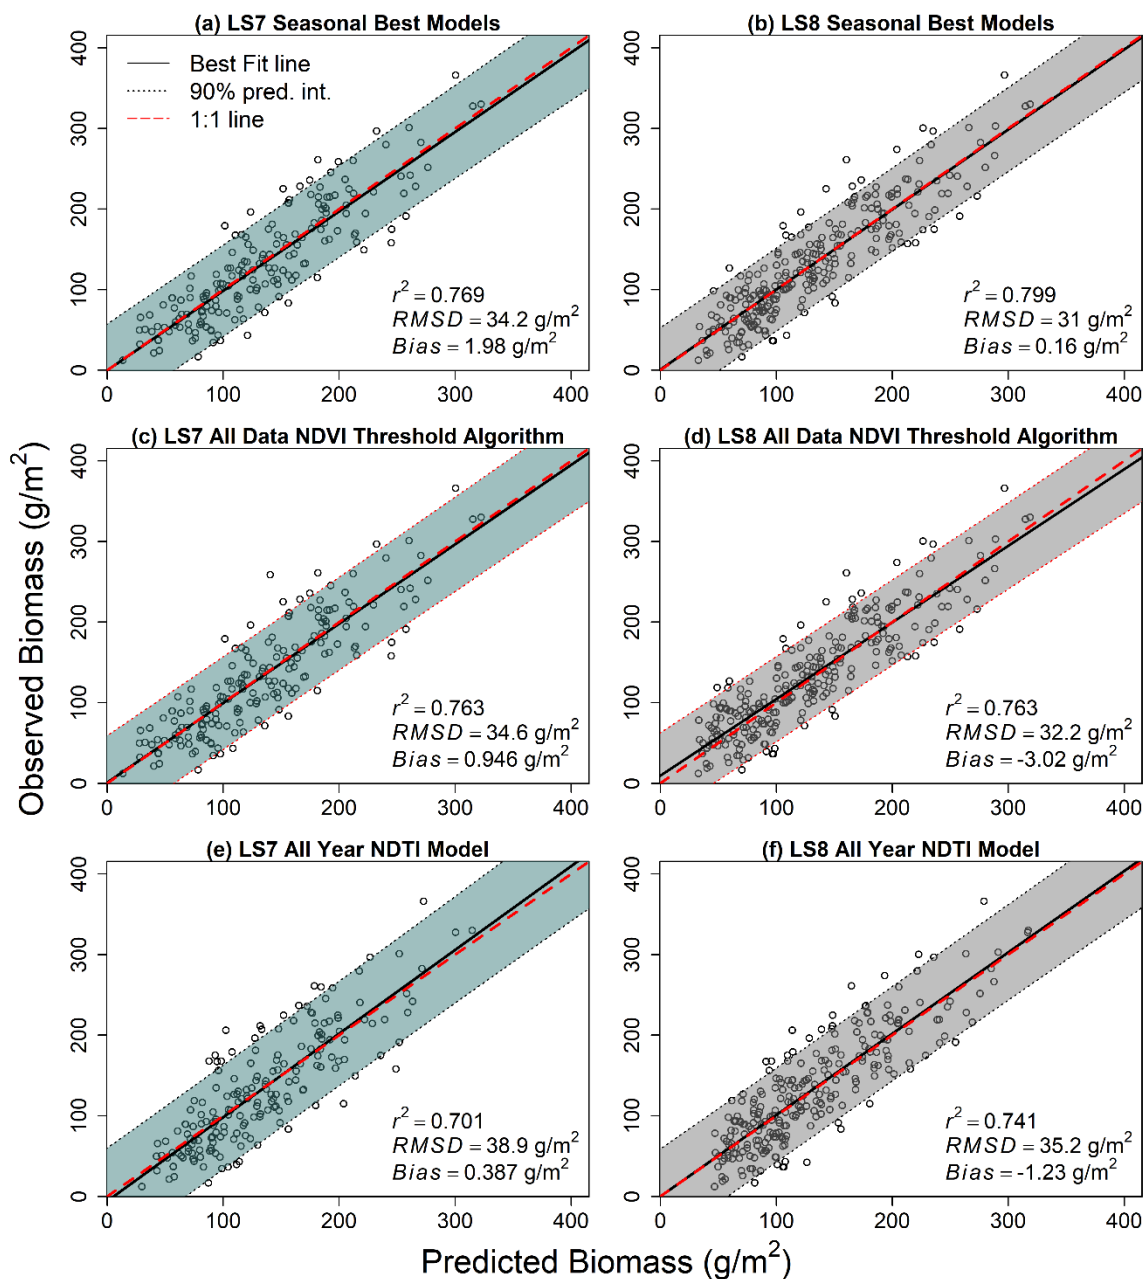 (a) LS7 Seasonal Best Models
Best Fit line
90% pred. int.
1:1 line
r² = 0.769
RMSD = 34.2 g/m²
Bias = 1.98 g/m²
0 100 200 300 400
0 100 200 300 400
(b) LS8 Seasonal Best Models
r² = 0.799
RMSD = 31 g/m²
Bias = 0.16 g/m²
0 100 200 300 400
0 100 200 300 400
(c) LS7 All Data NDVI Threshold Algorithm
r² = 0.763
RMSD = 34.6 g/m²
Bias = 0.946 g/m²
0 100 200 300 400
0 100 200 300 400
(d) LS8 All Data NDVI Threshold Algorithm
r² = 0.763
RMSD = 32.2 g/m²
Bias = -3.02 g/m²
0 100 200 300 400
0 100 200 300 400
(e) LS7 All Year NDTI Model
r² = 0.701
RMSD = 38.9 g/m²
Bias = 0.387 g/m²
0 100 200 300 400
0 100 200 300 400
(f) LS8 All Year NDTI Model
r² = 0.741
RMSD = 35.2 g/m²
Bias = -1.23 g/m²
0 100 200 300 400
0 100 200 300 400
Observed Biomass (g/m²)
Predicted Biomass (g/m²)